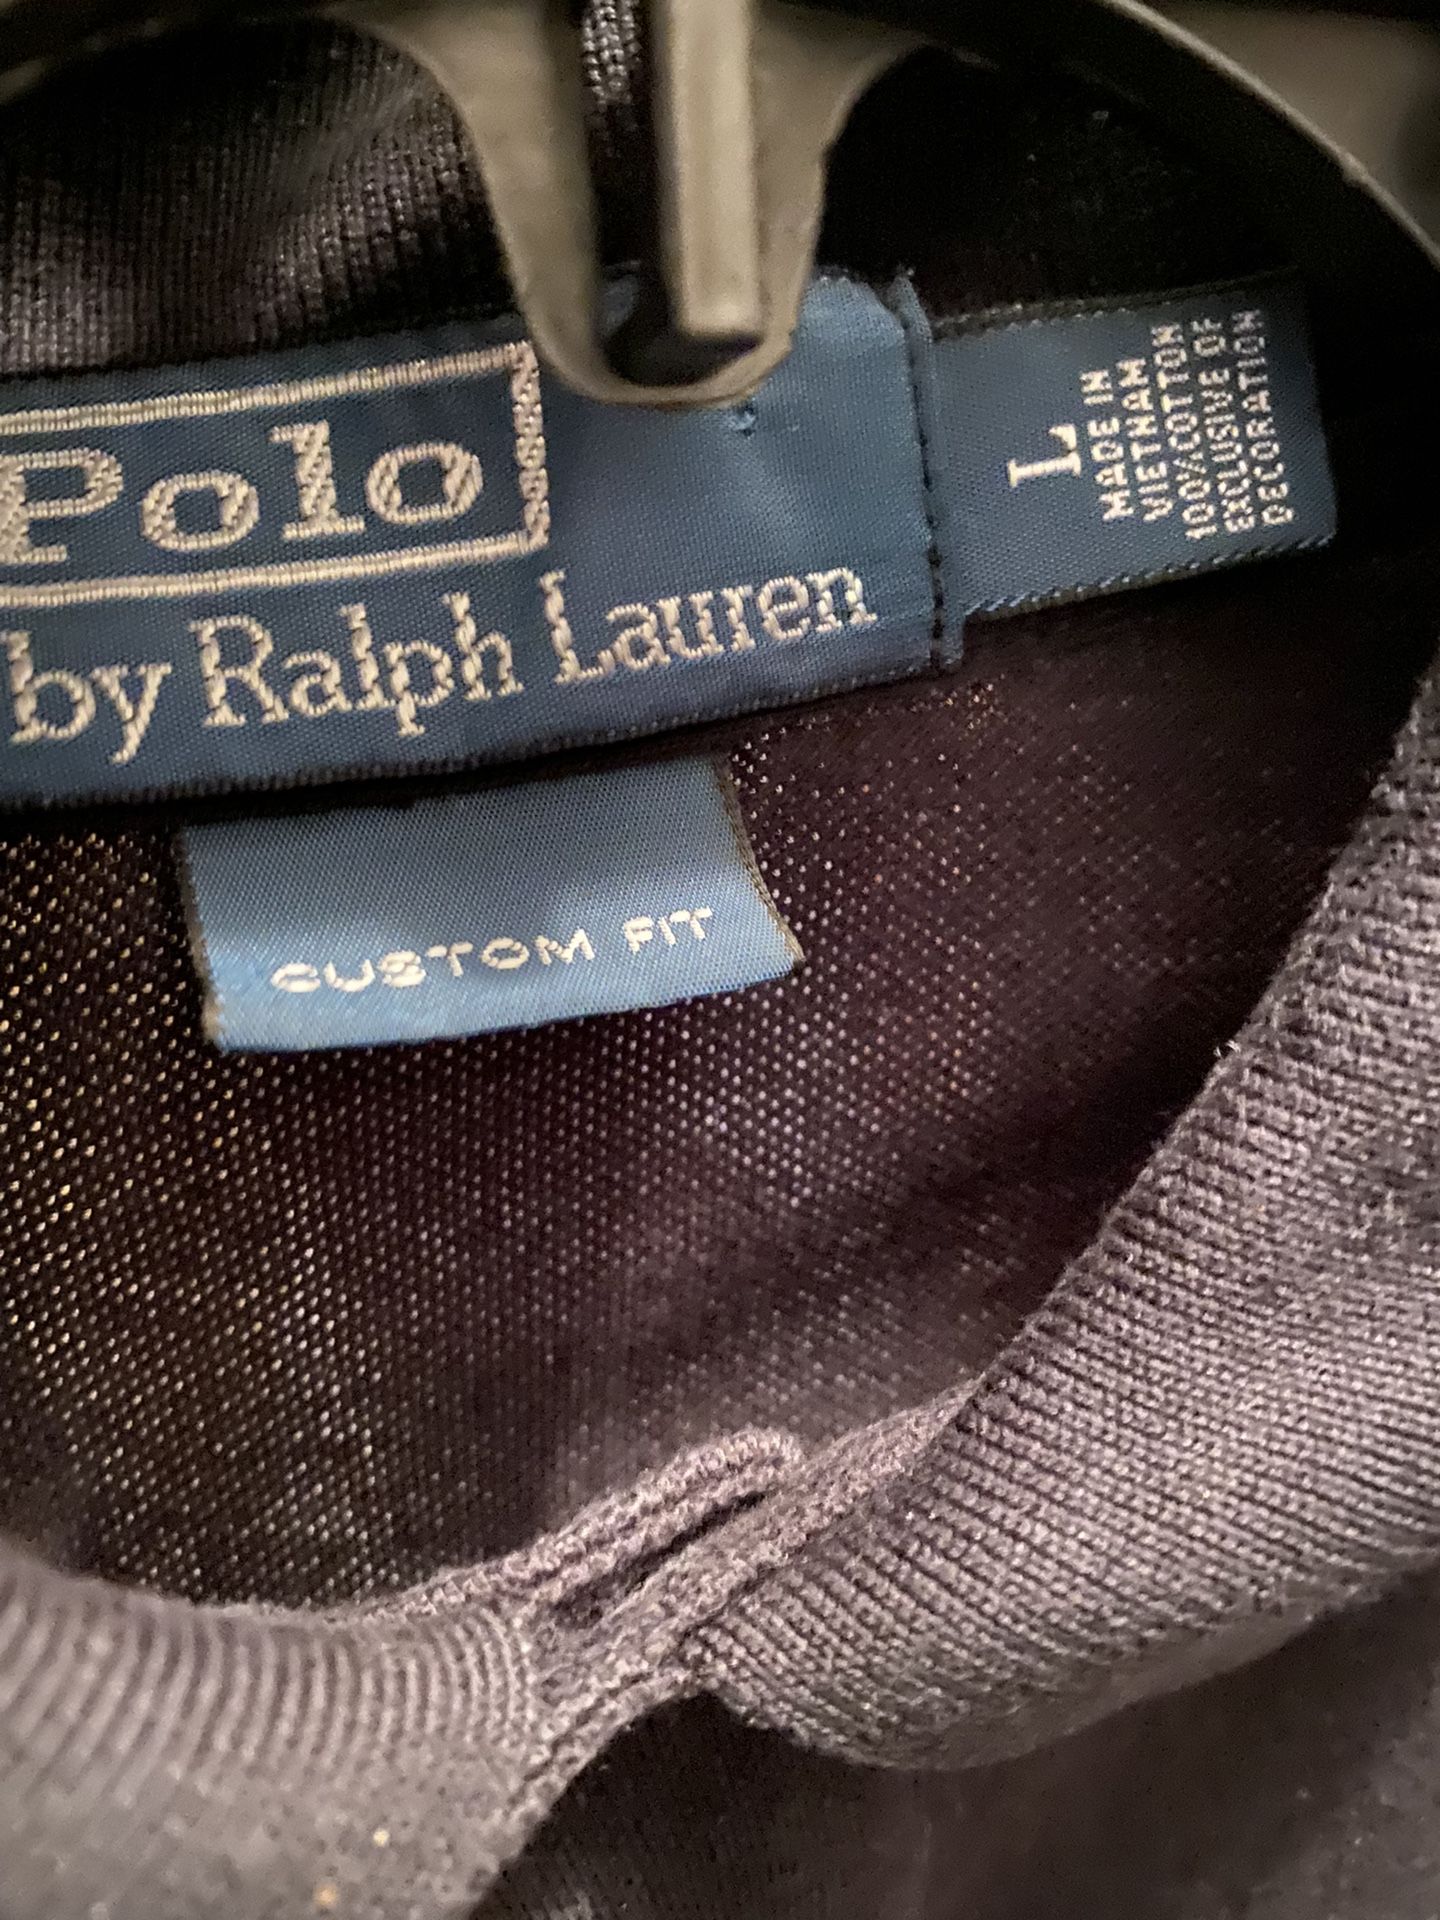 Polo
by Ralph Lauren
L
MADE IN
VIETNAM
100%COTTON
EXCLUSIVE OF
DECORATION
CUSTOM FIT